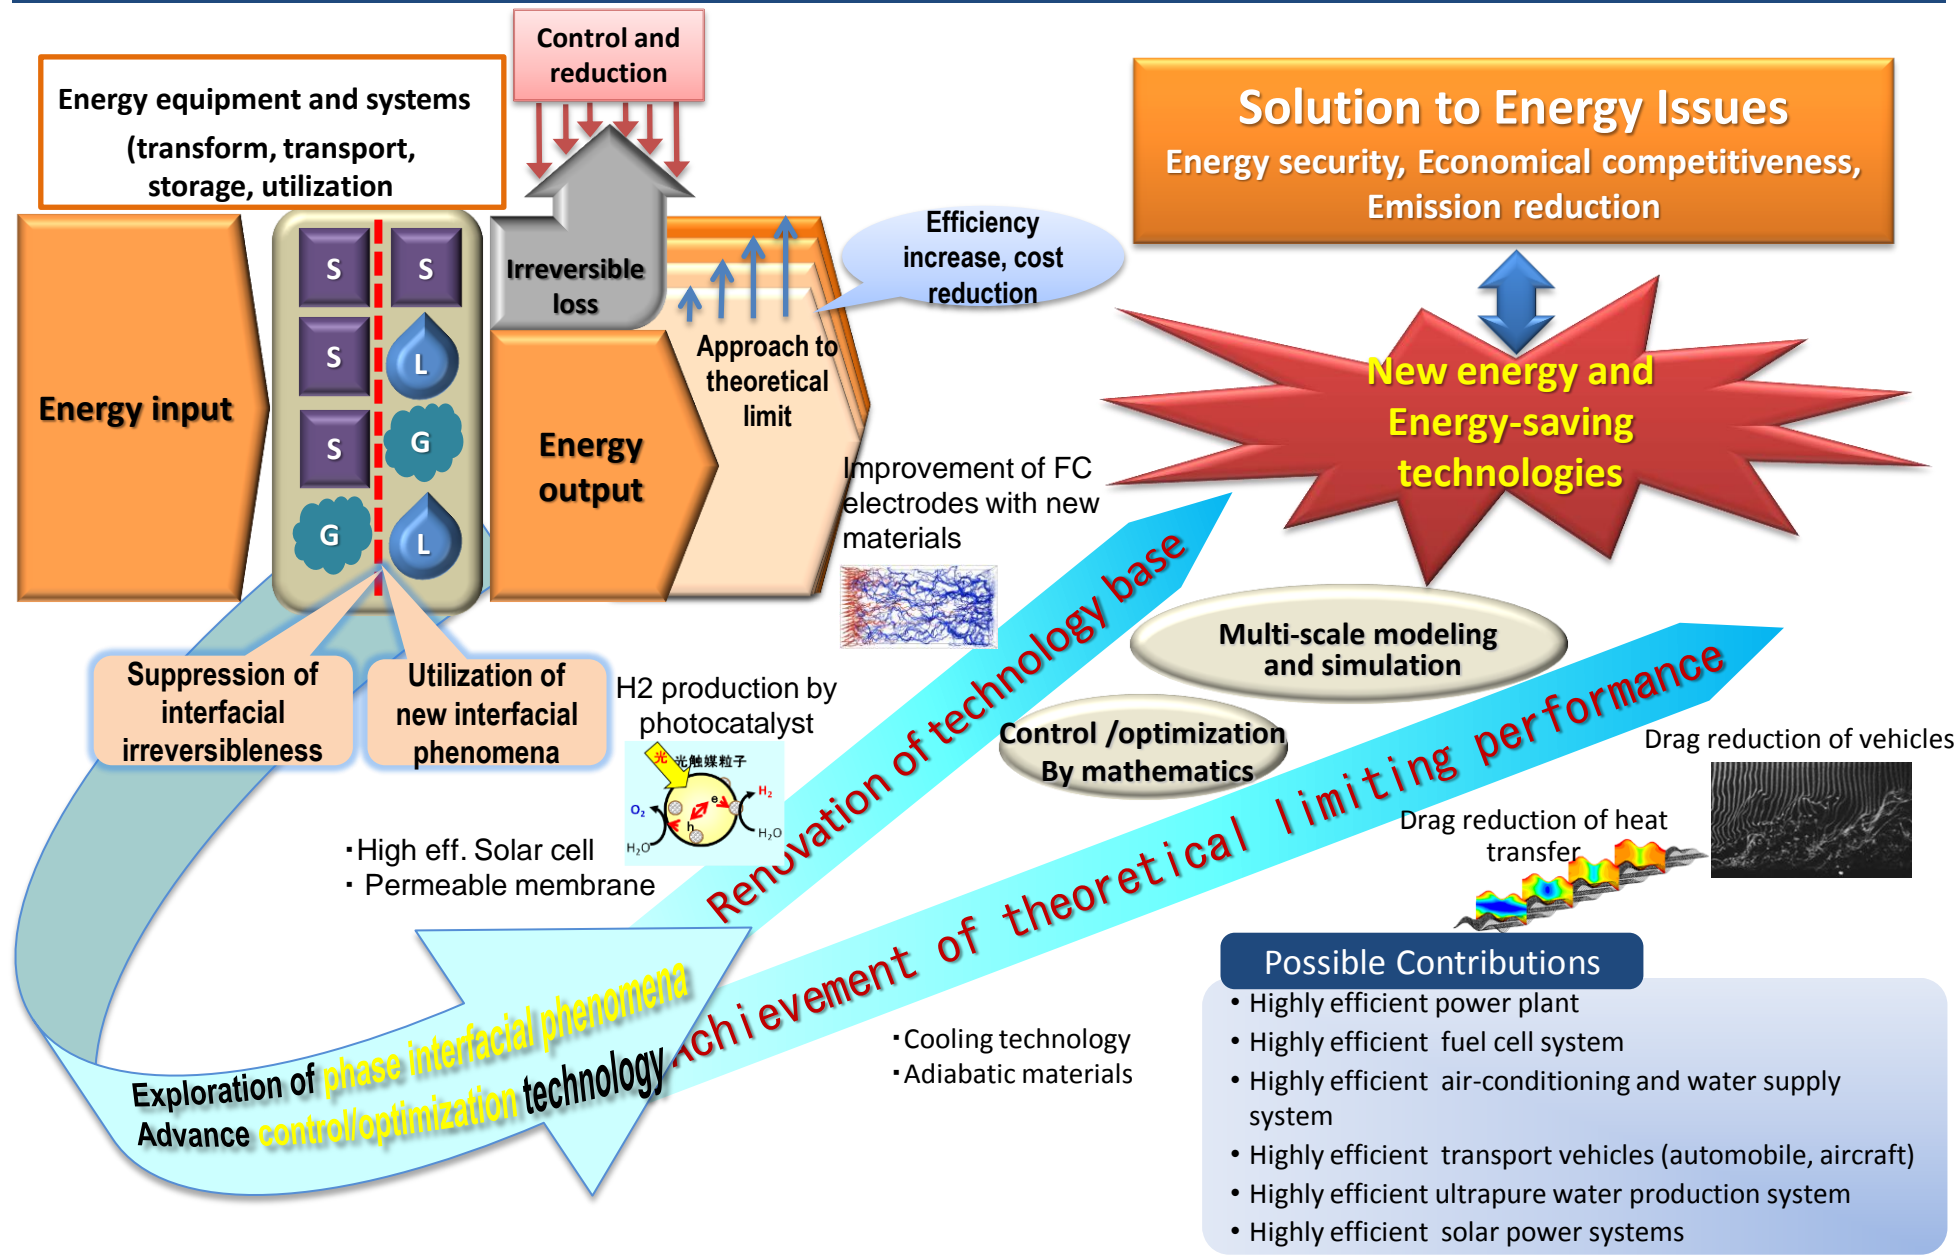 Control and
reduction
Energy equipment and systems
(transform, transport,
storage, utilization
Solution to Energy Issues
Energy security, Economical competitiveness,
Emission reduction
Energy input
S
S
S
L
S
G
G
L
Irreversible
loss
Energy
output
Approach to
theoretical
limit
Efficiency
increase, cost
reduction
New energy and
Energy-saving
technologies
Improvement of FC
electrodes with new
materials
Suppression of
interfacial
irreversibleness
Utilization of
new interfacial
phenomena
H2 production by
photocatalyst
光
光触媒粒子
O₂
H₂
e
h
H₂O
H₂O
・High eff. Solar cell
・ Permeable membrane
Renovation of technology base
Multi-scale modeling
and simulation
Control /optimization
By mathematics
Achievement of theoretical limiting performance
Drag reduction of vehicles
Drag reduction of heat
transfer
Exploration of phase interfacial phenomena
Advance control/optimization technology
・Cooling technology
・Adiabatic materials
Possible Contributions
• Highly efficient power plant
• Highly efficient fuel cell system
• Highly efficient air-conditioning and water supply
system
• Highly efficient transport vehicles (automobile, aircraft)
• Highly efficient ultrapure water production system
• Highly efficient solar power systems